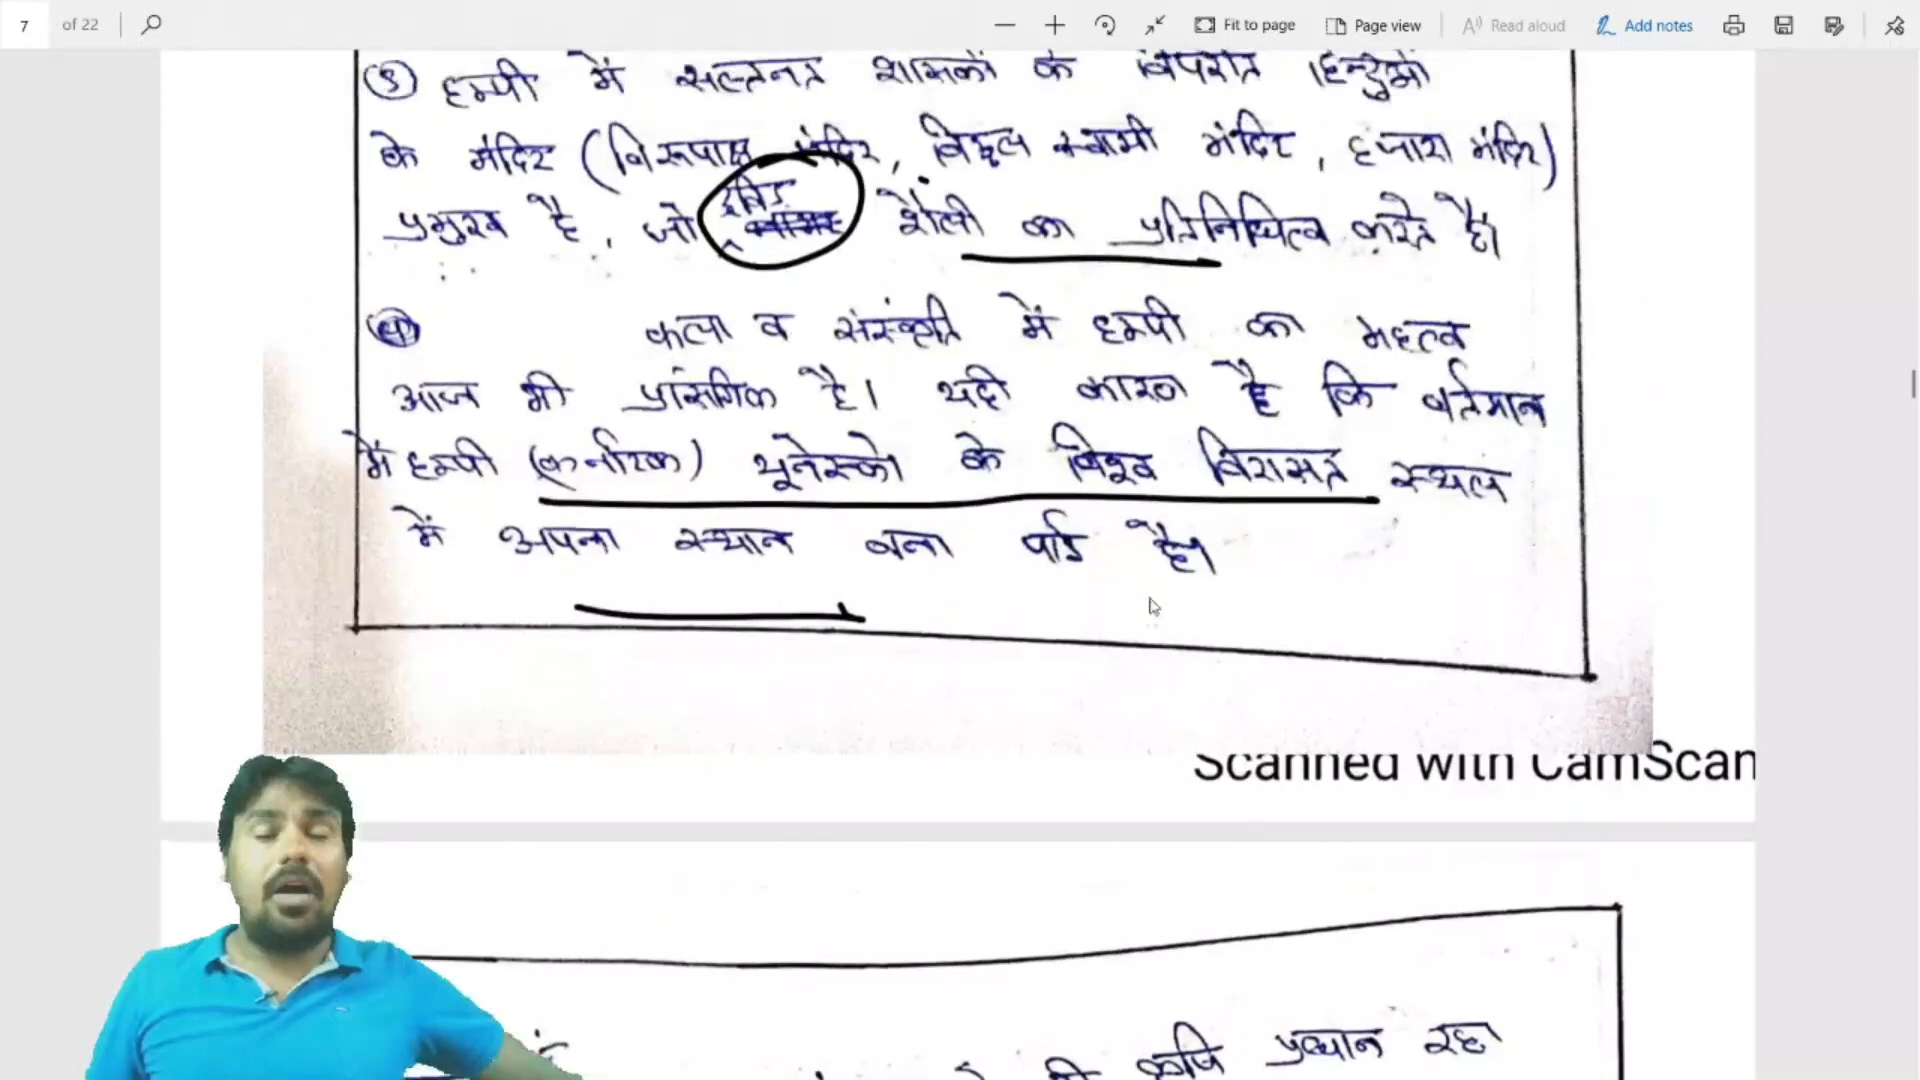 7 of 22 Fit to page Page view Read aloud Add notes
③ हम्पी में सल्तनत शासकों के विपरीत हिन्दुओं
के मंदिर (विरूपाक्ष मंदिर, विट्ठल स्वामी मंदिर, हजारा मंदिर)
द्रविड़
प्रमुख है, जो शैली का प्रतिनिधित्व करते है।
④ कला व संस्कृति में हम्पी का महत्व
आज भी प्रासंगिक है। यही कारण है कि वर्तमान
में हम्पी (कर्नाटक) यूनेस्को के विश्व विरासत स्थल
में अपना स्थान बना पाई है।
Scanned with CamScan
कृषि प्रधान रहा